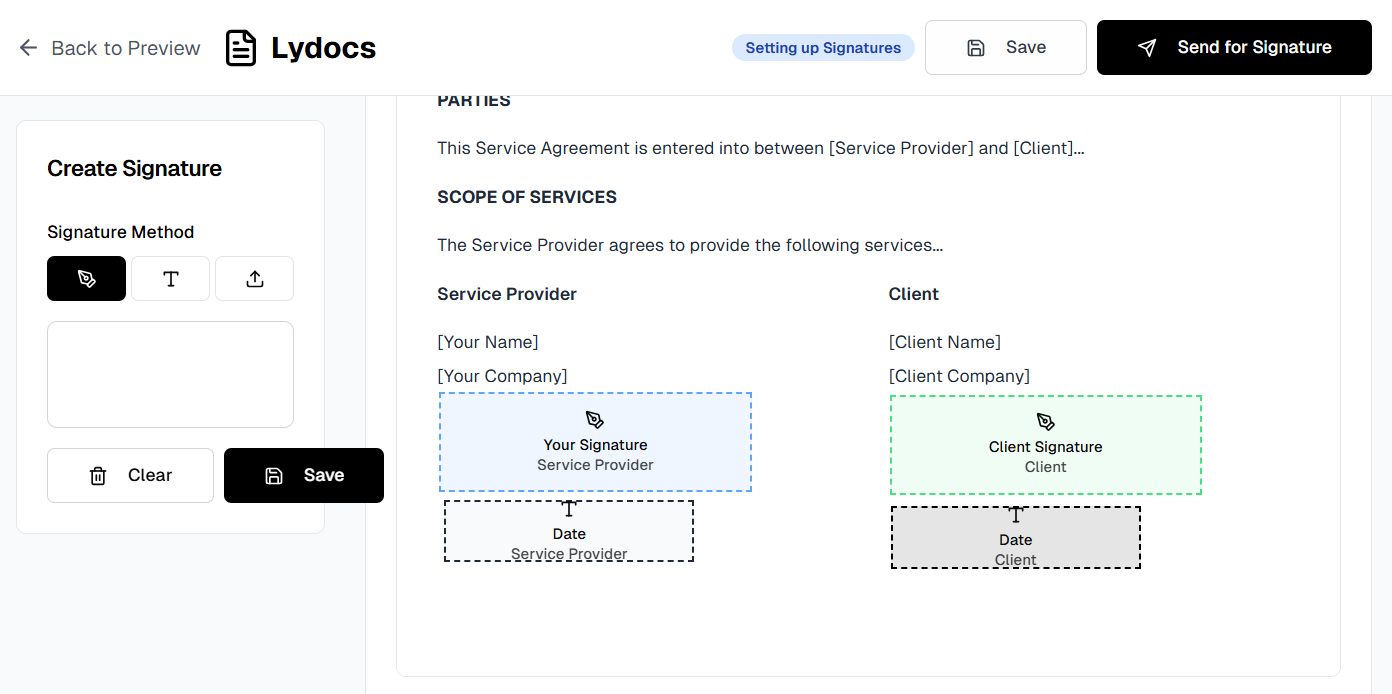 Back to Preview
Lydocs
Setting up Signatures
Save
Send for Signature
Create Signature
Signature Method
Clear
Save
PARTIES
This Service Agreement is entered into between [Service Provider] and [Client]...
SCOPE OF SERVICES
The Service Provider agrees to provide the following services...
Service Provider
[Your Name]
[Your Company]
Your Signature
Service Provider
Date
Service Provider
Client
[Client Name]
[Client Company]
Client Signature
Client
Date
Client